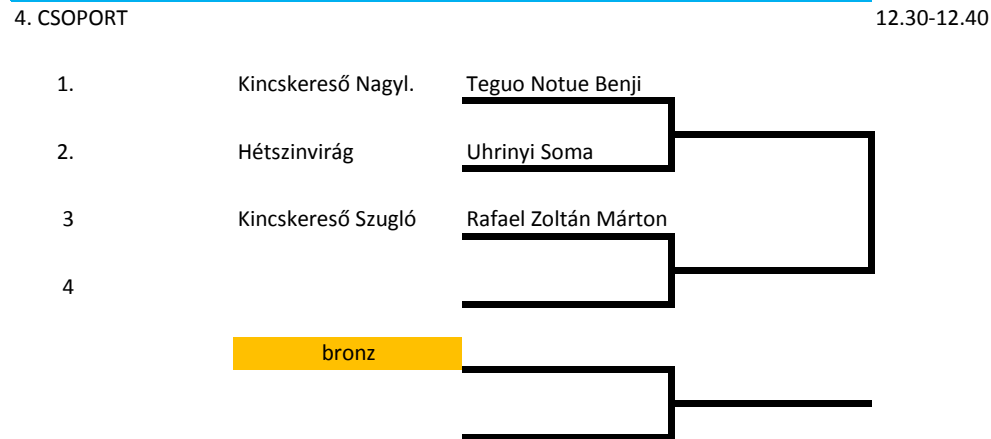 4. CSOPORT 12.30-12.40
1. Kincskereső Nagyl. Teguo Notue Benji
2. Hétszinvirág Uhrinyi Soma
3 Kincskereső Szugló Rafael Zoltán Márton
4
bronz